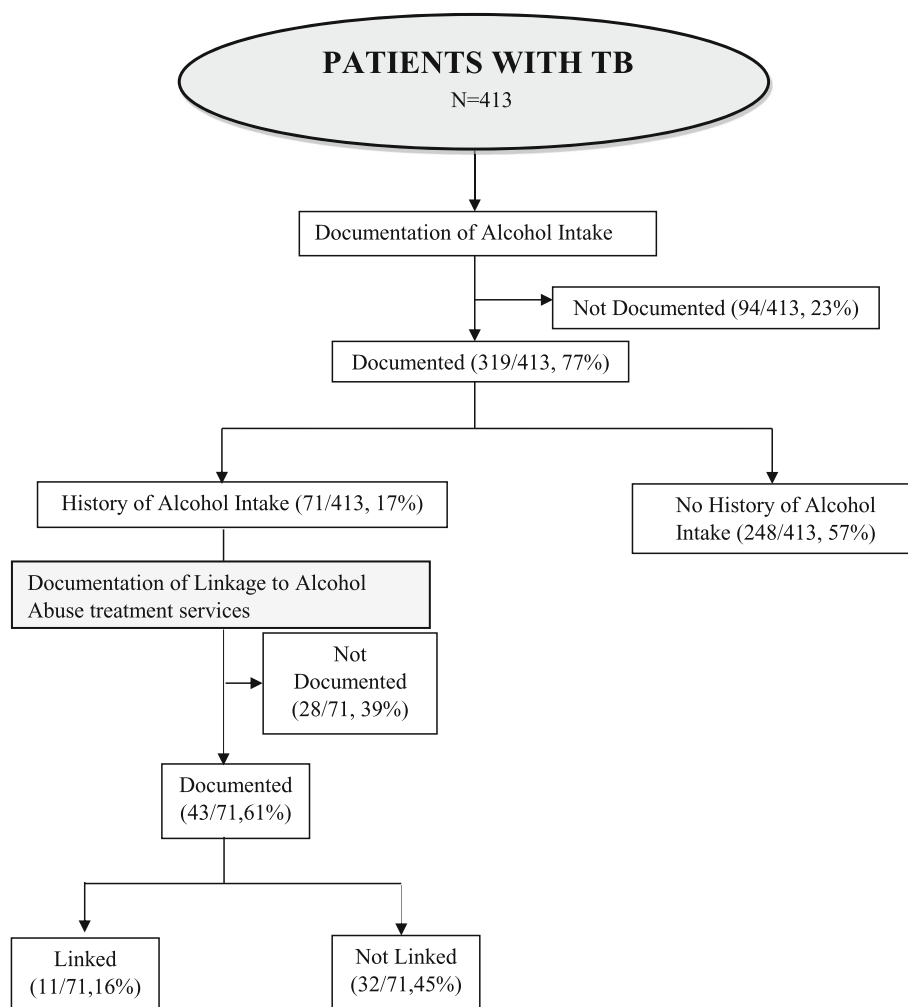 PATIENTS WITH TB
N=413
Documentation of Alcohol Intake
Not Documented (94/413, 23%)
Documented (319/413, 77%)
History of Alcohol Intake (71/413, 17%)
No History of Alcohol
Intake (248/413, 57%)
Documentation of Linkage to Alcohol
Abuse treatment services
Not
Documented
(28/71, 39%)
Documented
(43/71,61%)
Linked
(11/71,16%)
Not Linked
(32/71,45%)